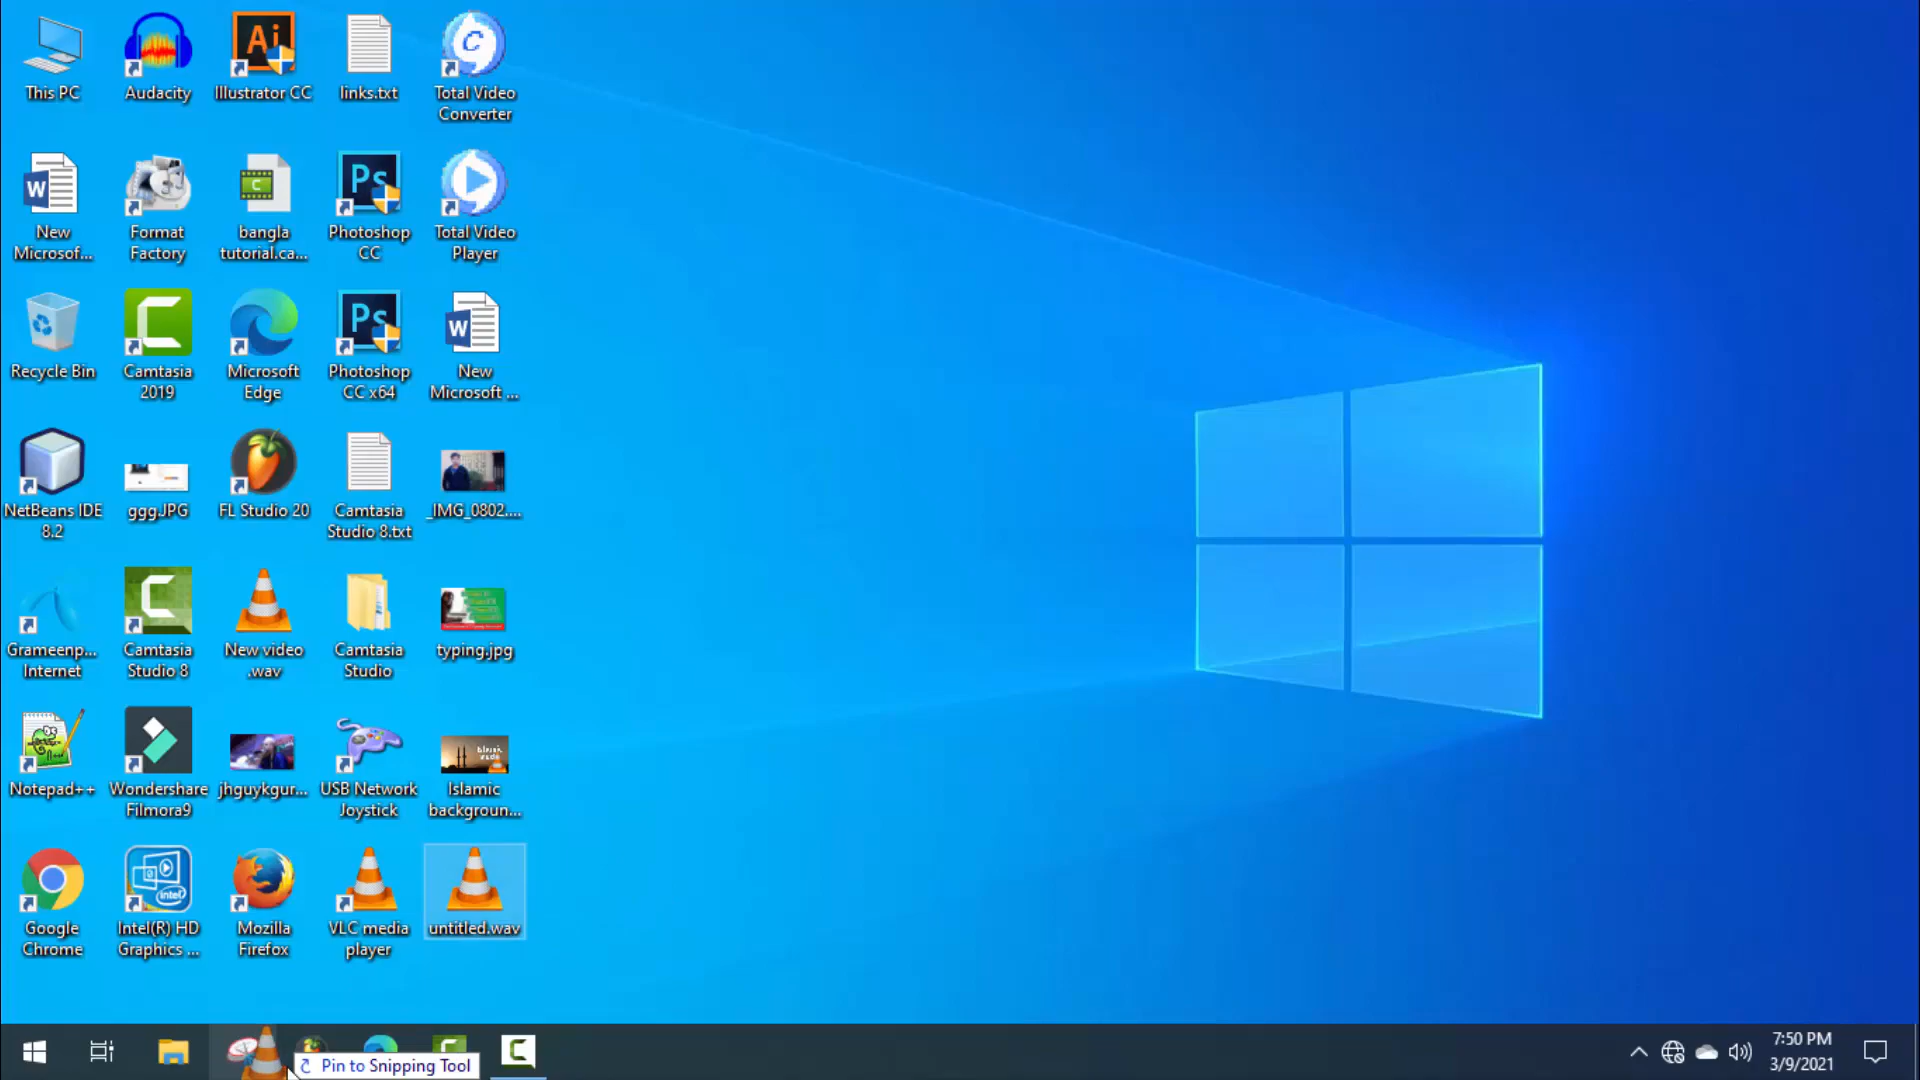 This PC
Audacity
Illustrator CC
links.txt
Total Video
Converter
New
Microsof...
Format
Factory
bangla
tutorial.ca...
Photoshop
CC
Total Video
Player
Recycle Bin
Camtasia
2019
Microsoft
Edge
Photoshop
CC x64
New
Microsoft ...
NetBeans IDE
8.2
ggg.JPG
FL Studio 20
Camtasia
Studio 8.txt
_IMG_0802....
Grameenp...
Internet
Camtasia
Studio 8
New video
.wav
Camtasia
Studio
typing.jpg
Notepad++
Wondershare
Filmora9
jhguykgur...
USB Network
Joystick
Islamic
backgroun...
Google
Chrome
Intel(R) HD
Graphics ...
Mozilla
Firefox
VLC media
player
untitled.wav
Pin to Snipping Tool
7:50 PM
3/9/2021